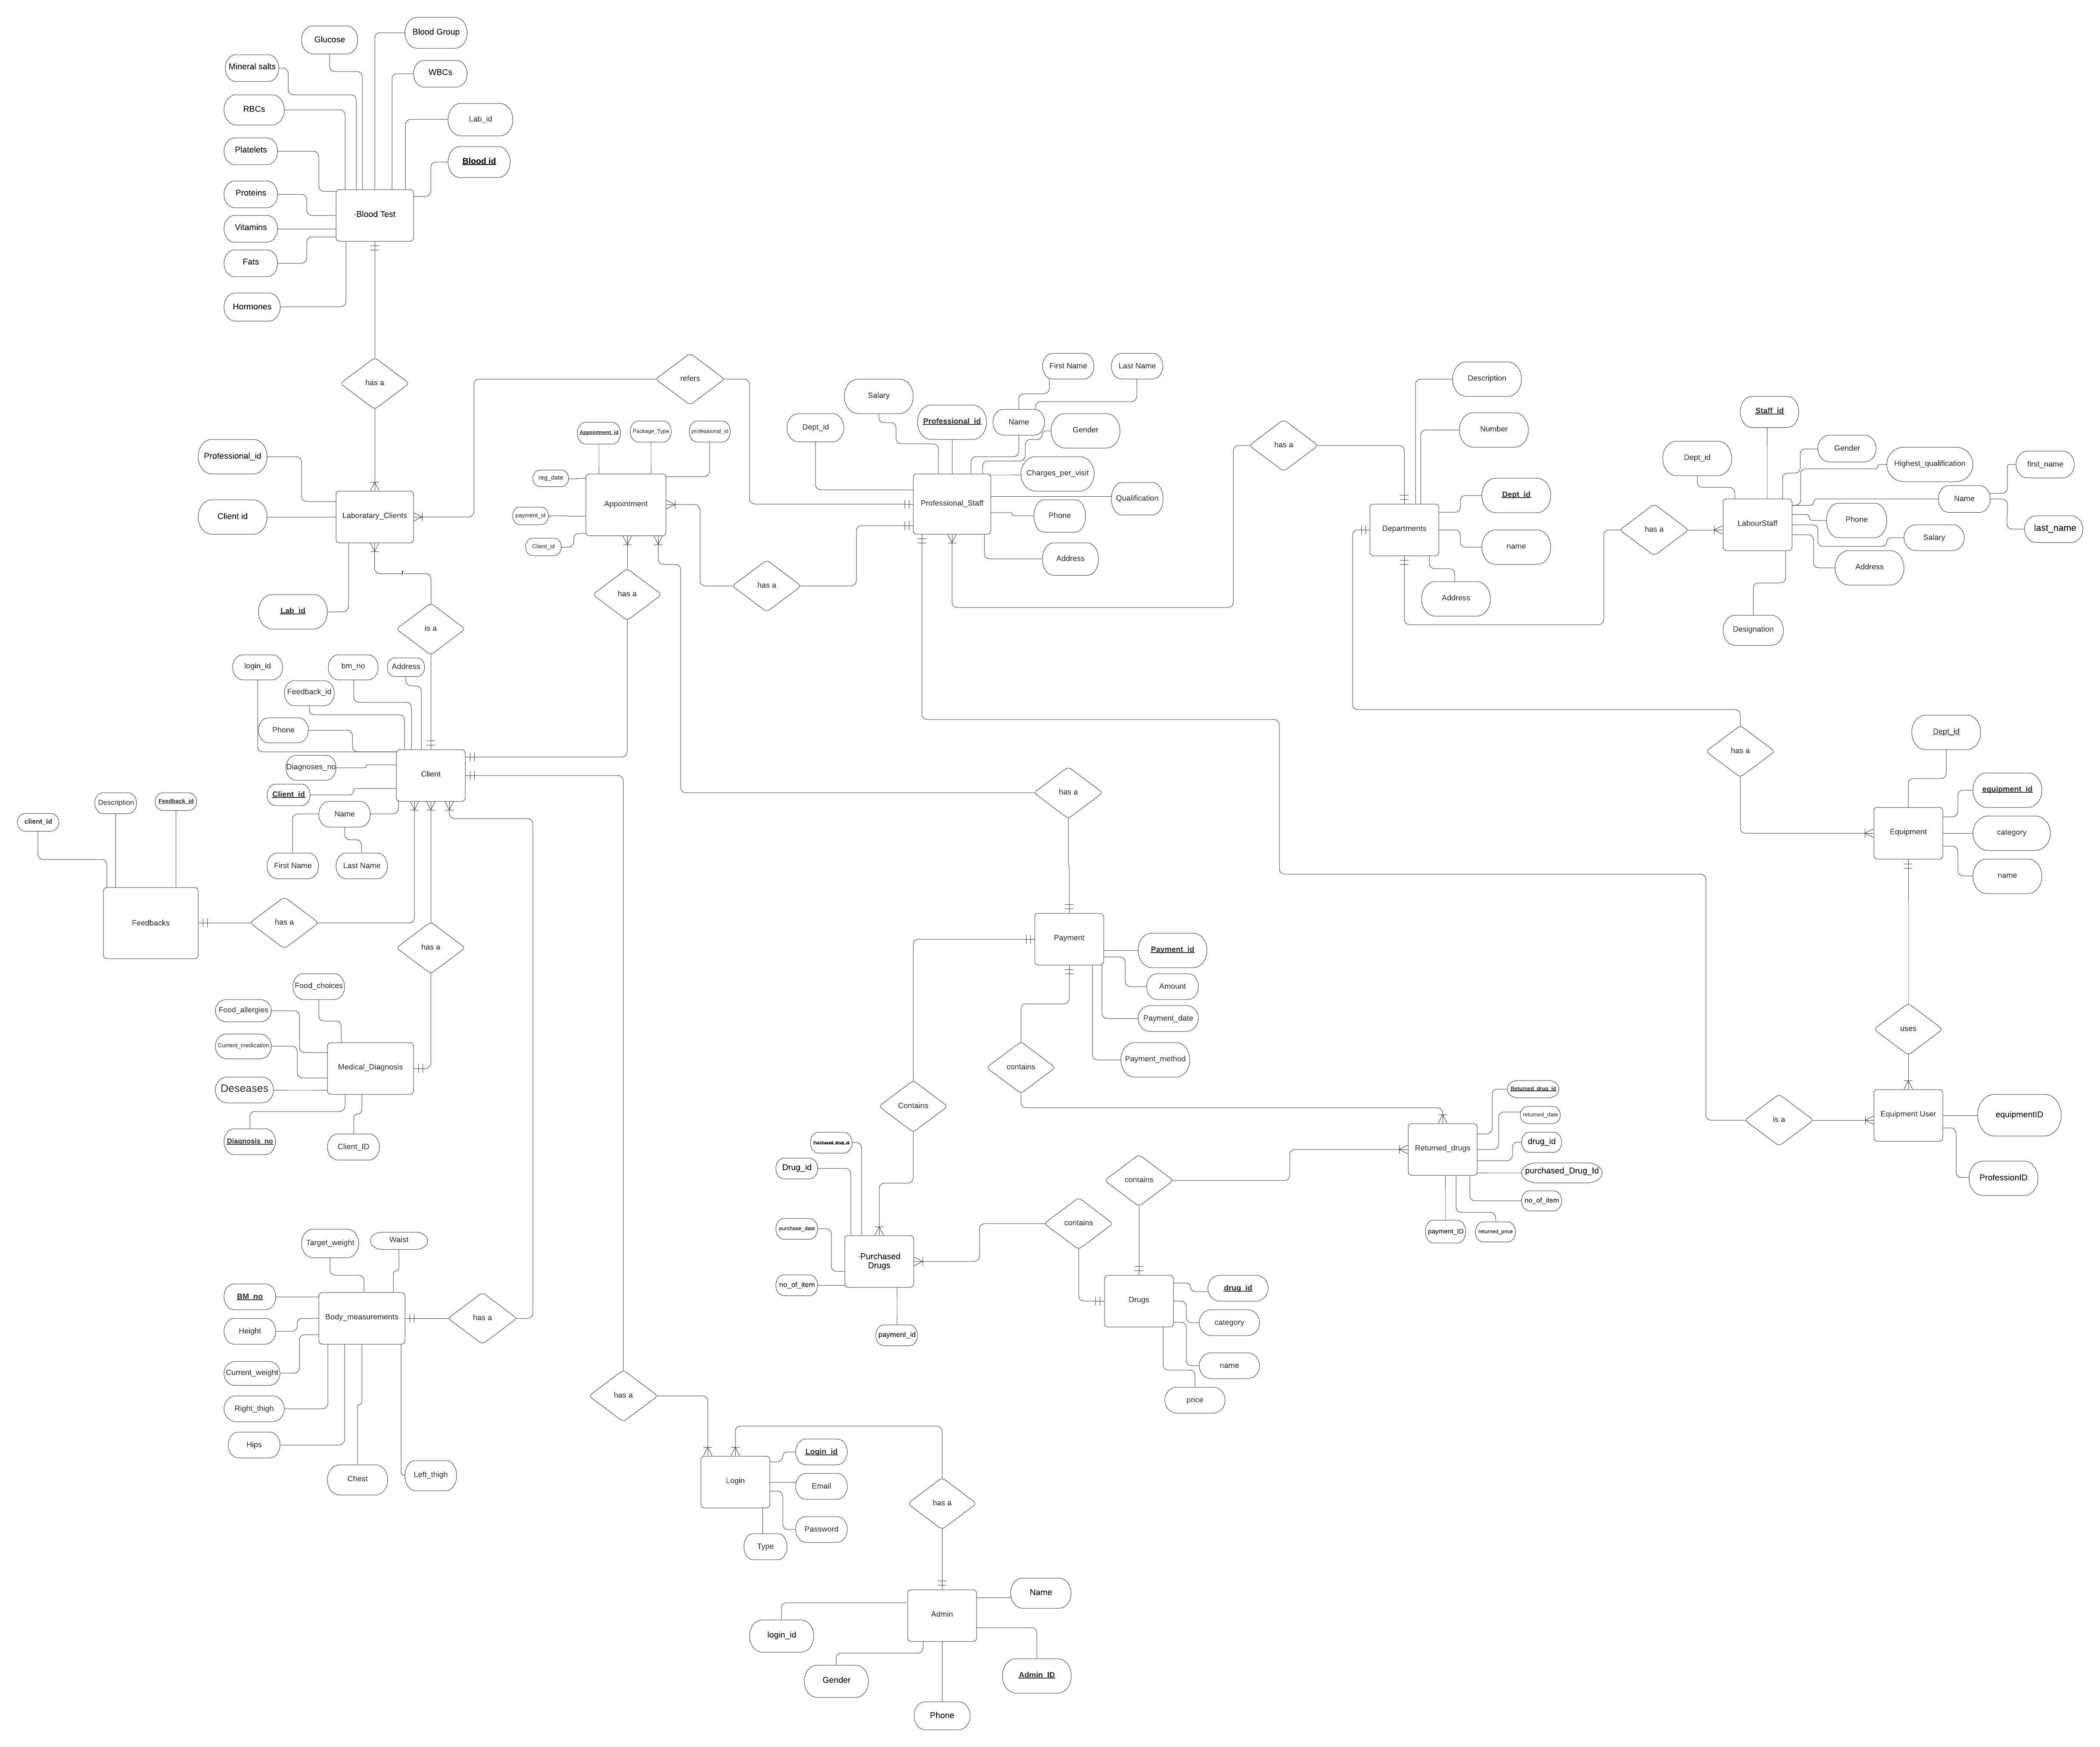 Blood Group
Glucose
Mineral salts
WBCs
RBCs
Lab_id
Platelets
Blood id
Proteins
-Blood Test
Vitamins
Fats
Hormones
has a
refers
First Name
Last Name
Description
Salary
Professional_id
Name
Gender
Dept_id
Appointment_id
Package_Type
professional_id
has a
Number
Staff_id
Gender
Dept_id
Highest_qualification
first_name
Professional_id
reg_date
Charges_per_visit
Qualification
Dept_id
Name
Appointment
Professional_Staff
Laboratary_Clients
payment_id
Client id
Phone
Departments
has a
LabourStaff
Phone
last_name
Client_id
Address
name
Salary
Address
r
has a
has a
Address
Lab_id
is a
Designation
login_id
bm_no
Address
Feedback_id
Phone
Dept_id
has a
Diagnoses_no
Client
Client_id
has a
equipment_id
client_id
Description
Feedback_id
Name
Equipment
category
First Name
Last Name
name
Feedbacks
has a
has a
Payment
Payment_id
Amount
Food_choices
Food_allergies
Payment_date
uses
Current_medication
Payment_method
contains
Medical_Diagnosis
Deseases
Contains
Returned_drug_id
returned_date
Equipment User
equipmentID
is a
Diagnosis_no
Client_ID
Purchased_drug_id
Returned_drugs
drug_id
Drug_id
purchased_Drug_Id
ProfessionID
contains
no_of_item
purchase_date
contains
payment_ID
returned_price
Target_weight
Waist
-Purchased
Drugs
no_of_item
BM_no
Drugs
drug_id
Body_measurements
has a
Height
category
payment_id
Current_weight
name
has a
price
Right_thigh
Hips
Login_id
Chest
Left_thigh
Login
Email
has a
Password
Type
Name
Admin
login_id
Gender
Admin_ID
Phone